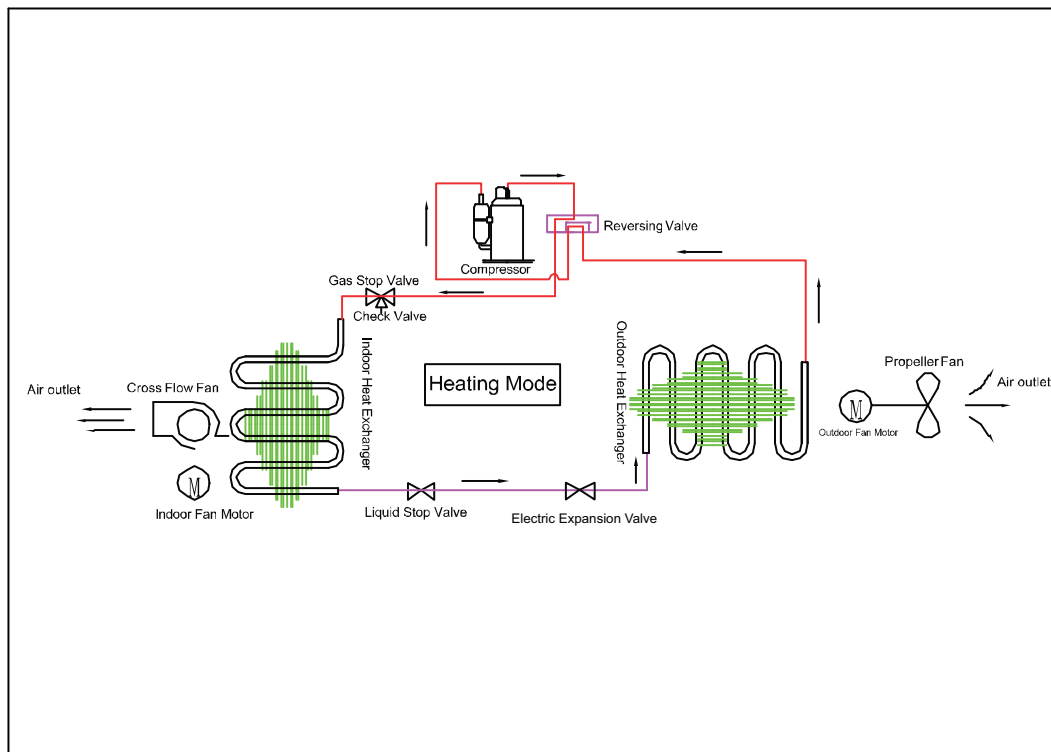 Reversing Valve
Compressor
Gas Stop Valve
Check Valve
Indoor Heat Exchanger
Outdoor Heat Exchanger
Heating Mode
Propeller Fan
Air outlet
Cross Flow Fan
Air outlet
M
Outdoor Fan Motor
M
Indoor Fan Motor
Liquid Stop Valve
Electric Expansion Valve